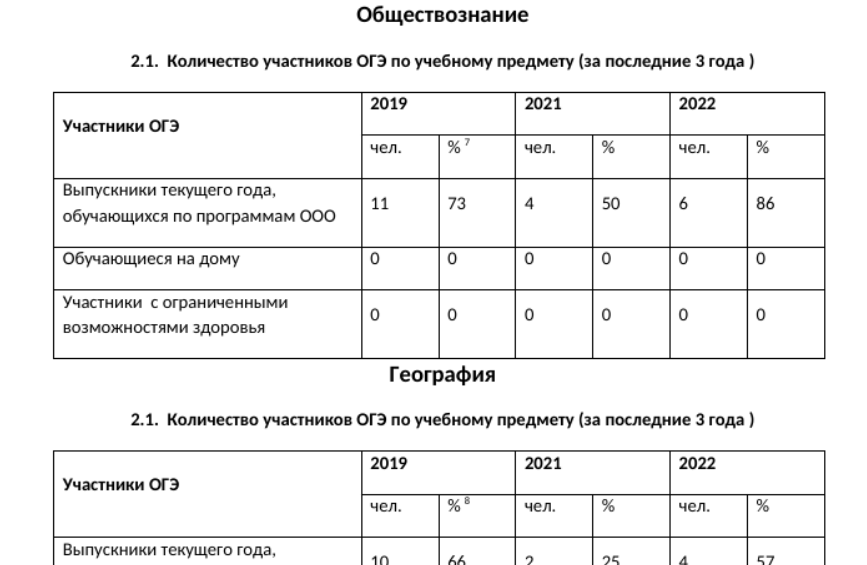 Обществознание
2.1. Количество участников ОГЭ по учебному предмету (за последние 3 года )
Участники ОГЭ 2019 2021 2022
чел. % 7 чел. % чел. %
Выпускники текущего года,
обучающихся по программам ООО 11 73 4 50 6 86
Обучающиеся на дому 0 0 0 0 0 0
Участники с ограниченными
возможностями здоровья 0 0 0 0 0 0
География
2.1. Количество участников ОГЭ по учебному предмету (за последние 3 года )
Участники ОГЭ 2019 2021 2022
чел. % 8 чел. % чел. %
Выпускники текущего года,
10 66 2 25 4 57